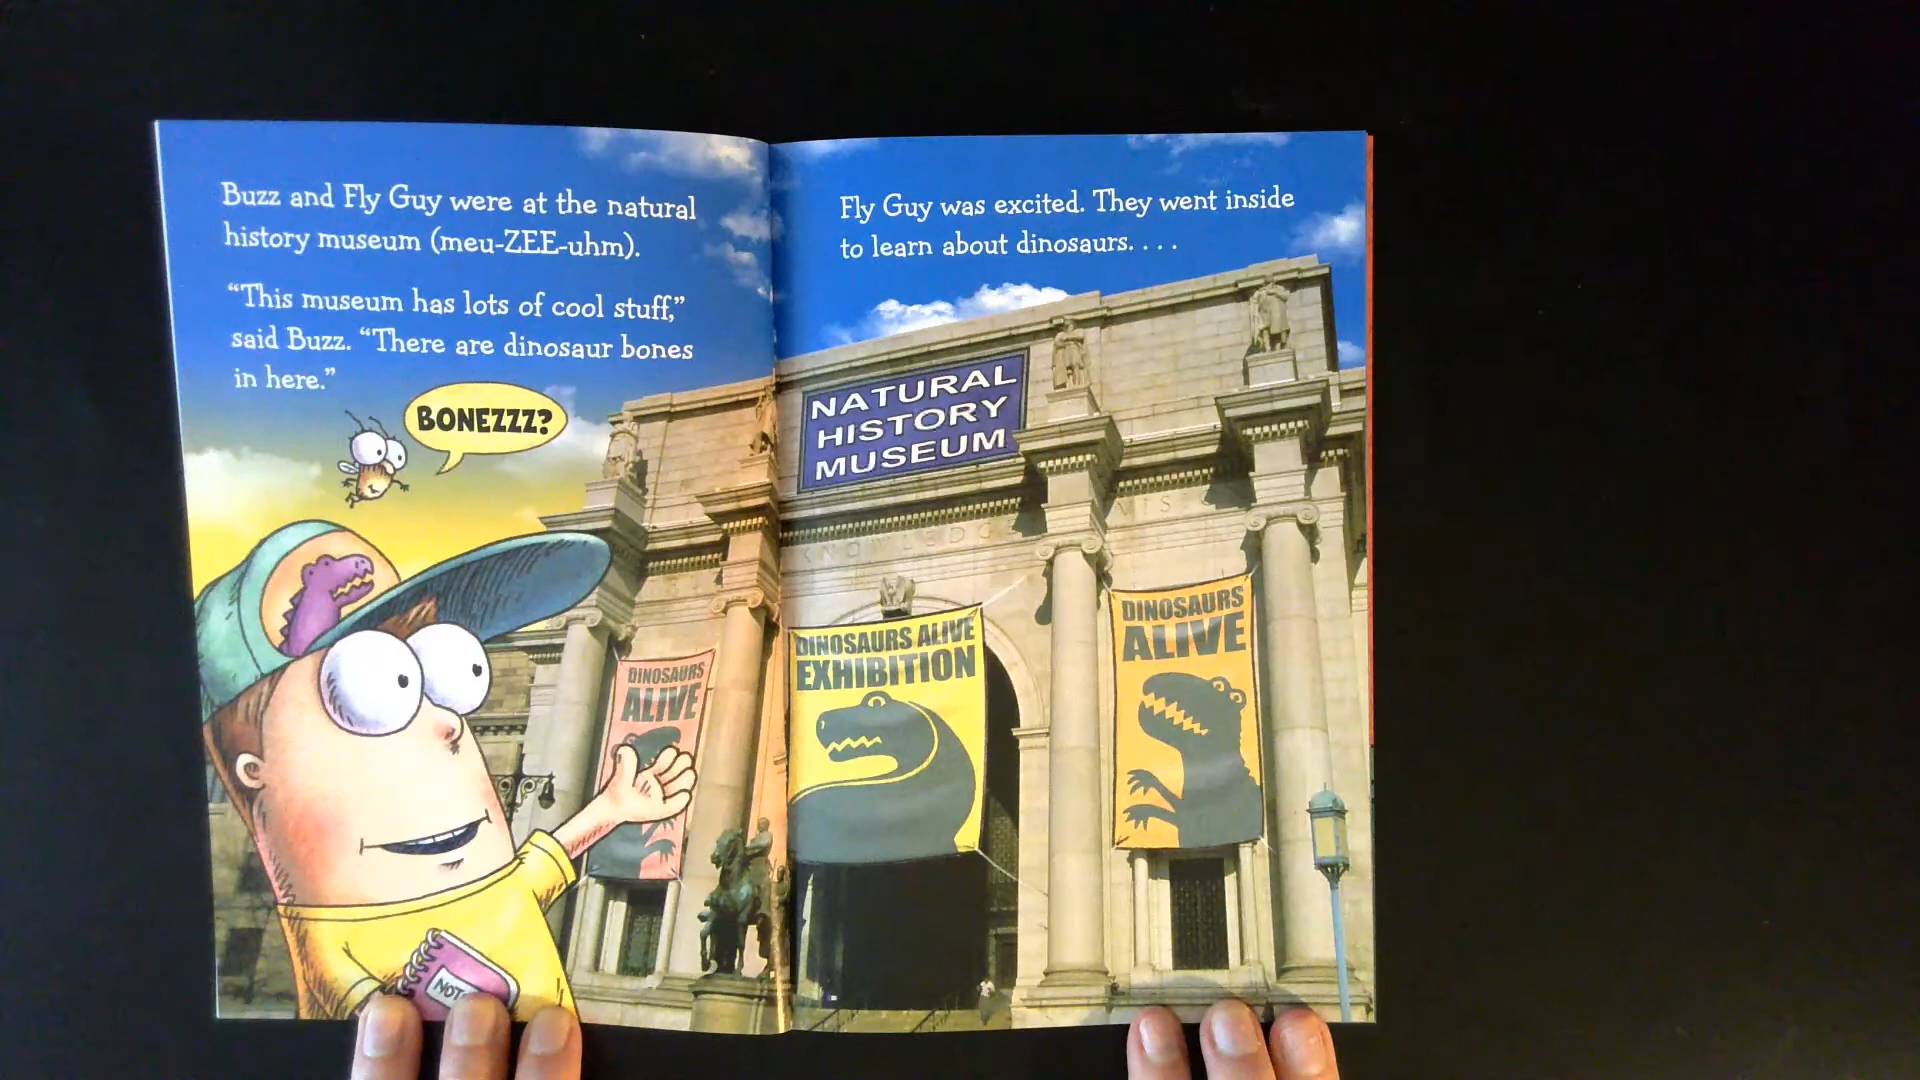 Buzz and Fly Guy were at the natural
history museum (meu-ZEE-uhm).
“This museum has lots of cool stuff,”
said Buzz. “There are dinosaur bones
in here.”
BONEZZZ?
NOT
DINOSAURS
ALIVE
Fly Guy was excited. They went inside
to learn about dinosaurs. . . .
NATURAL
HISTORY
MUSEUM
KNOWLEDG
DINOSAURS ALIVE
EXHIBITION
DINOSAURS
ALIVE